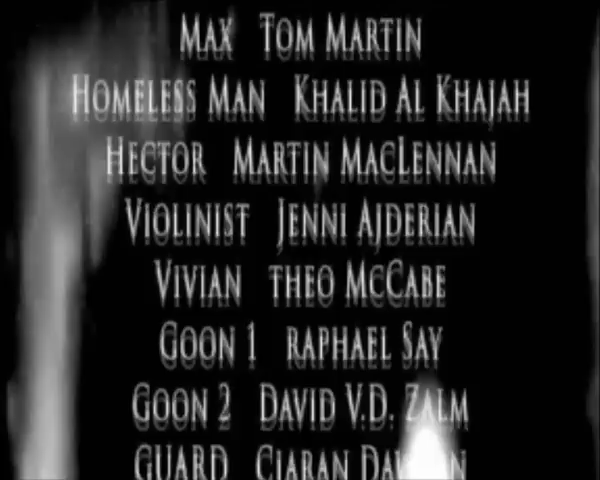 Max Tom Martin
Homeless Man Khalid Al Khajah
Hector Martin MacLennan
Violinist Jenni Ajderian
Vivian theo McCabe
Goon 1 raphael Say
Goon 2 David V.D. Zalm
GUARD Ciaran